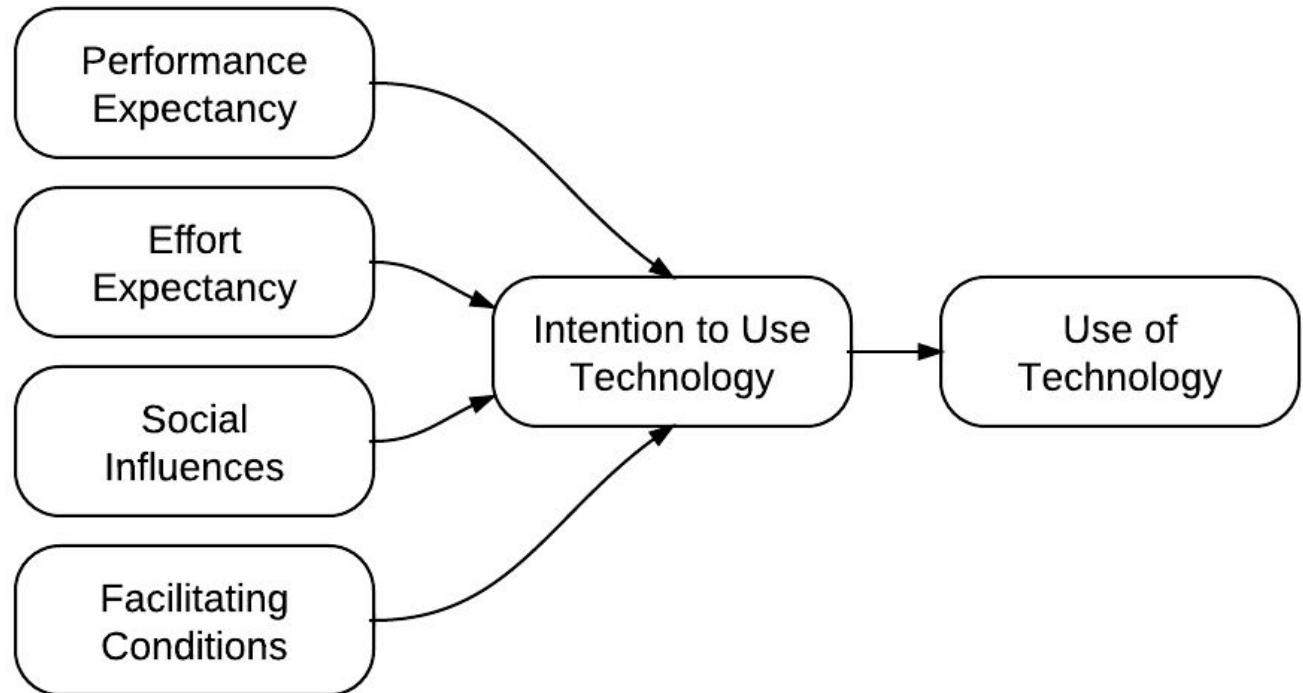 Performance
Expectancy
Effort
Expectancy
Social
Influences
Facilitating
Conditions
Intention to Use
Technology
Use of
Technology